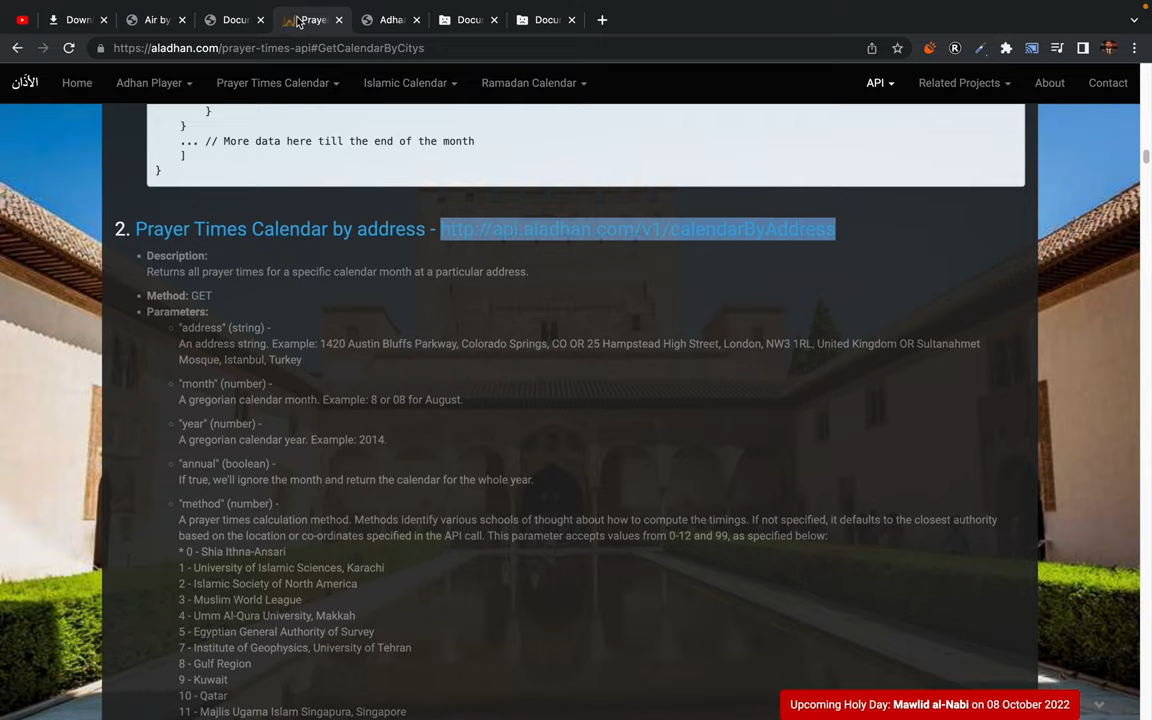 Down
Air by
Docu
Praye
Adha
Docu
Docu
https://aladhan.com/prayer-times-api#GetCalendarByCitys
الأذان
Home
Adhan Player
Prayer Times Calendar
Islamic Calendar
Ramadan Calendar
API
Related Projects
About
Contact
}
}
... // More data here till the end of the month
]
}
2. Prayer Times Calendar by address - http://api.aladhan.com/v1/calendarByAddress
Description:
Returns all prayer times for a specific calendar month at a particular address.
Method: GET
Parameters:
"address" (string) -
An address string. Example: 1420 Austin Bluffs Parkway, Colorado Springs, CO OR 25 Hampstead High Street, London, NW3 1RL, United Kingdom OR Sultanahmet
Mosque, Istanbul, Turkey
"month" (number) -
A gregorian calendar month. Example: 8 or 08 for August.
"year" (number) -
A gregorian calendar year. Example: 2014.
"annual" (boolean) -
If true, we'll ignore the month and return the calendar for the whole year.
"method" (number) -
A prayer times calculation method. Methods identify various schools of thought about how to compute the timings. If not specified, it defaults to the closest authority
based on the location or co-ordinates specified in the API call. This parameter accepts values from 0-12 and 99, as specified below:
* 0 - Shia Ithna-Ansari
1 - University of Islamic Sciences, Karachi
2 - Islamic Society of North America
3 - Muslim World League
4 - Umm Al-Qura University, Makkah
5 - Egyptian General Authority of Survey
7 - Institute of Geophysics, University of Tehran
8 - Gulf Region
9 - Kuwait
10 - Qatar
11 - Majlis Ugama Islam Singapura, Singapore
Upcoming Holy Day: Mawlid al-Nabi on 08 October 2022